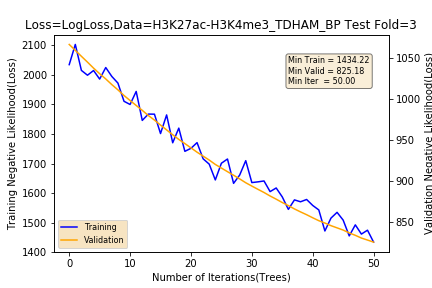 Loss=LogLoss,Data=H3K27ac-H3K4me3_TDHAM_BP Test Fold=3
Training Negative Likelihood(Loss)
2100
2000
1900
1800
1700
1600
1500
1400
Min Train = 1434.22
Min Valid = 825.18
Min Iter = 50.00
1050
1000
950
900
850
Validation Negative Likelihood(Loss)
Training
Validation
0
10
20
30
40
50
Number of Iterations(Trees)